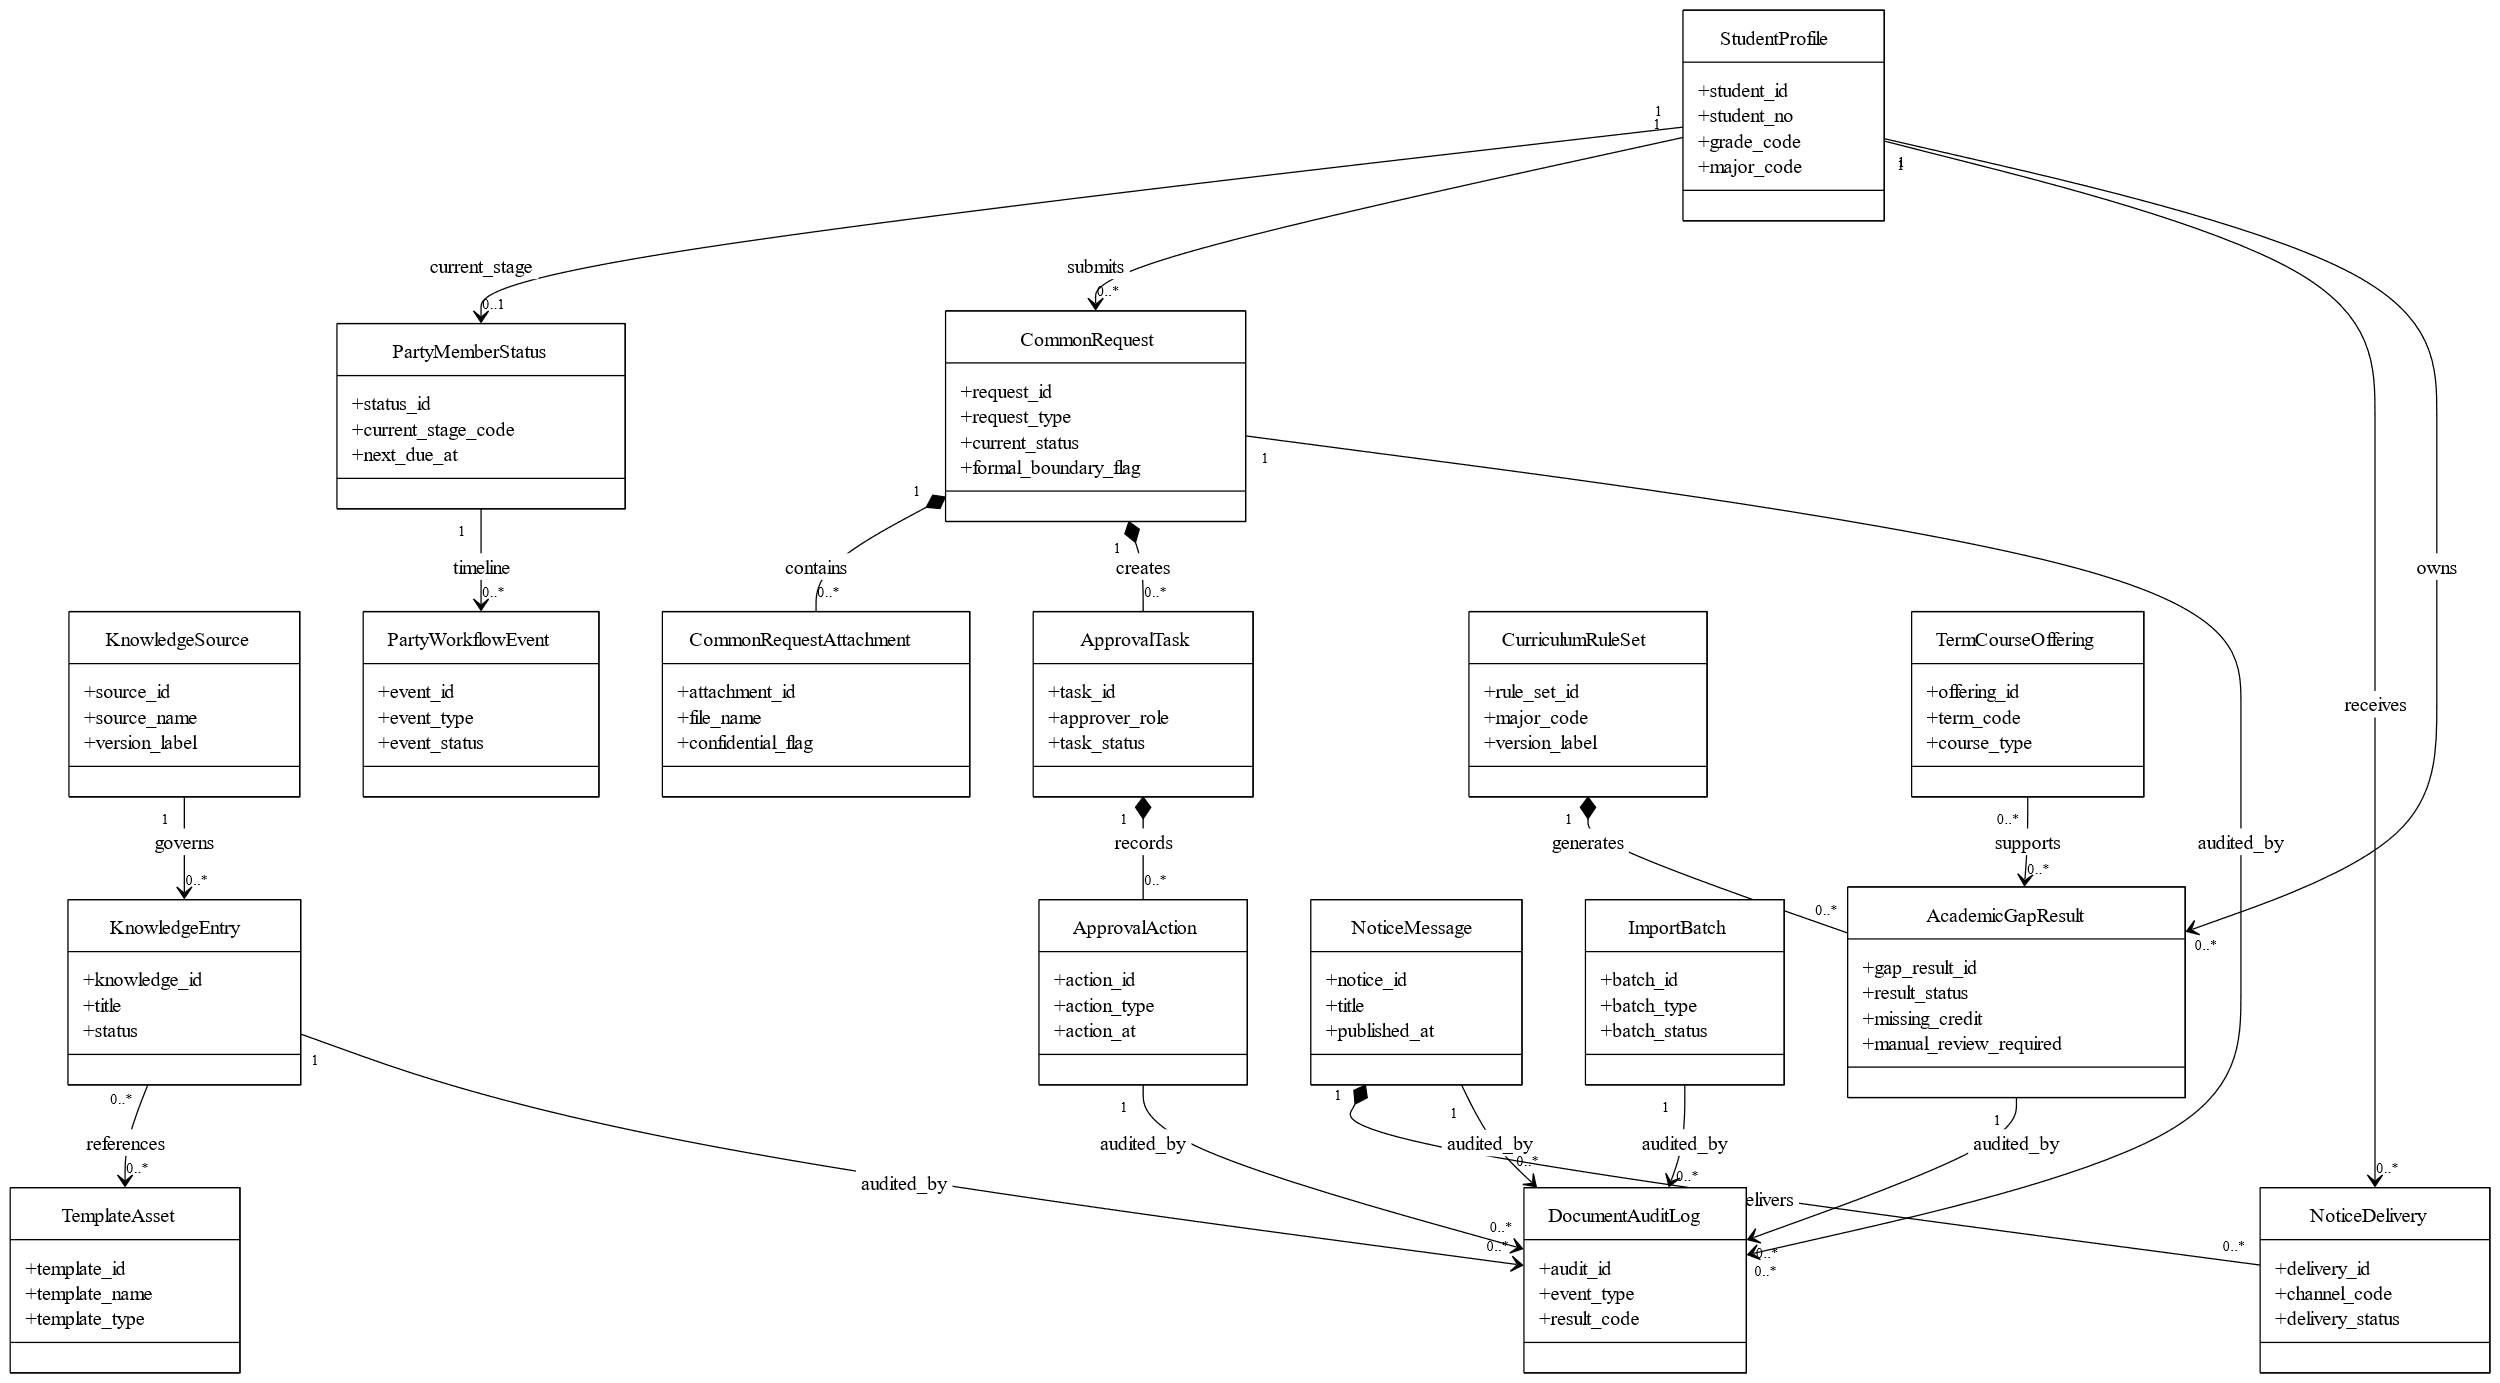 StudentProfile
+student_id
+student_no
+grade_code
+major_code
1
1
1
1
current_stage
0..1
submits
0..*
PartyMemberStatus
+status_id
+current_stage_code
+next_due_at
CommonRequest
+request_id
+request_type
+current_status
+formal_boundary_flag
1
1
1
1
timeline
0..*
contains
0..*
creates
0..*
owns
KnowledgeSource
+source_id
+source_name
+version_label
PartyWorkflowEvent
+event_id
+event_type
+event_status
CommonRequestAttachment
+attachment_id
+file_name
+confidential_flag
ApprovalTask
+task_id
+approver_role
+task_status
CurriculumRuleSet
+rule_set_id
+major_code
+version_label
TermCourseOffering
+offering_id
+term_code
+course_type
receives
1
governs
0..*
1
records
0..*
1
generates
0..*
0..*
supports
0..*
audited_by
KnowledgeEntry
+knowledge_id
+title
+status
ApprovalAction
+action_id
+action_type
+action_at
NoticeMessage
+notice_id
+title
+published_at
ImportBatch
+batch_id
+batch_type
+batch_status
AcademicGapResult
+gap_result_id
+result_status
+missing_credit
+manual_review_required
0..*
1
0..*
references
0..*
audited_by
0..*
1
audited_by
0..*
1
1
audited_by
0..*
1
audited_by
0..*
1
audited_by
0..*
0..*
elivers
0..*
0..*
TemplateAsset
+template_id
+template_name
+template_type
DocumentAuditLog
+audit_id
+event_type
+result_code
NoticeDelivery
+delivery_id
+channel_code
+delivery_status